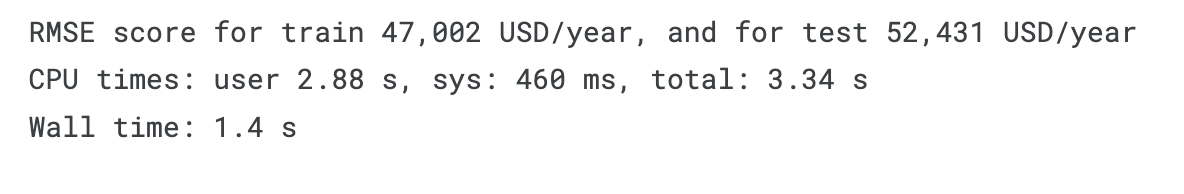 RMSE score for train 47,002 USD/year, and for test 52,431 USD/year
CPU times: user 2.88 s, sys: 460 ms, total: 3.34 s
Wall time: 1.4 s